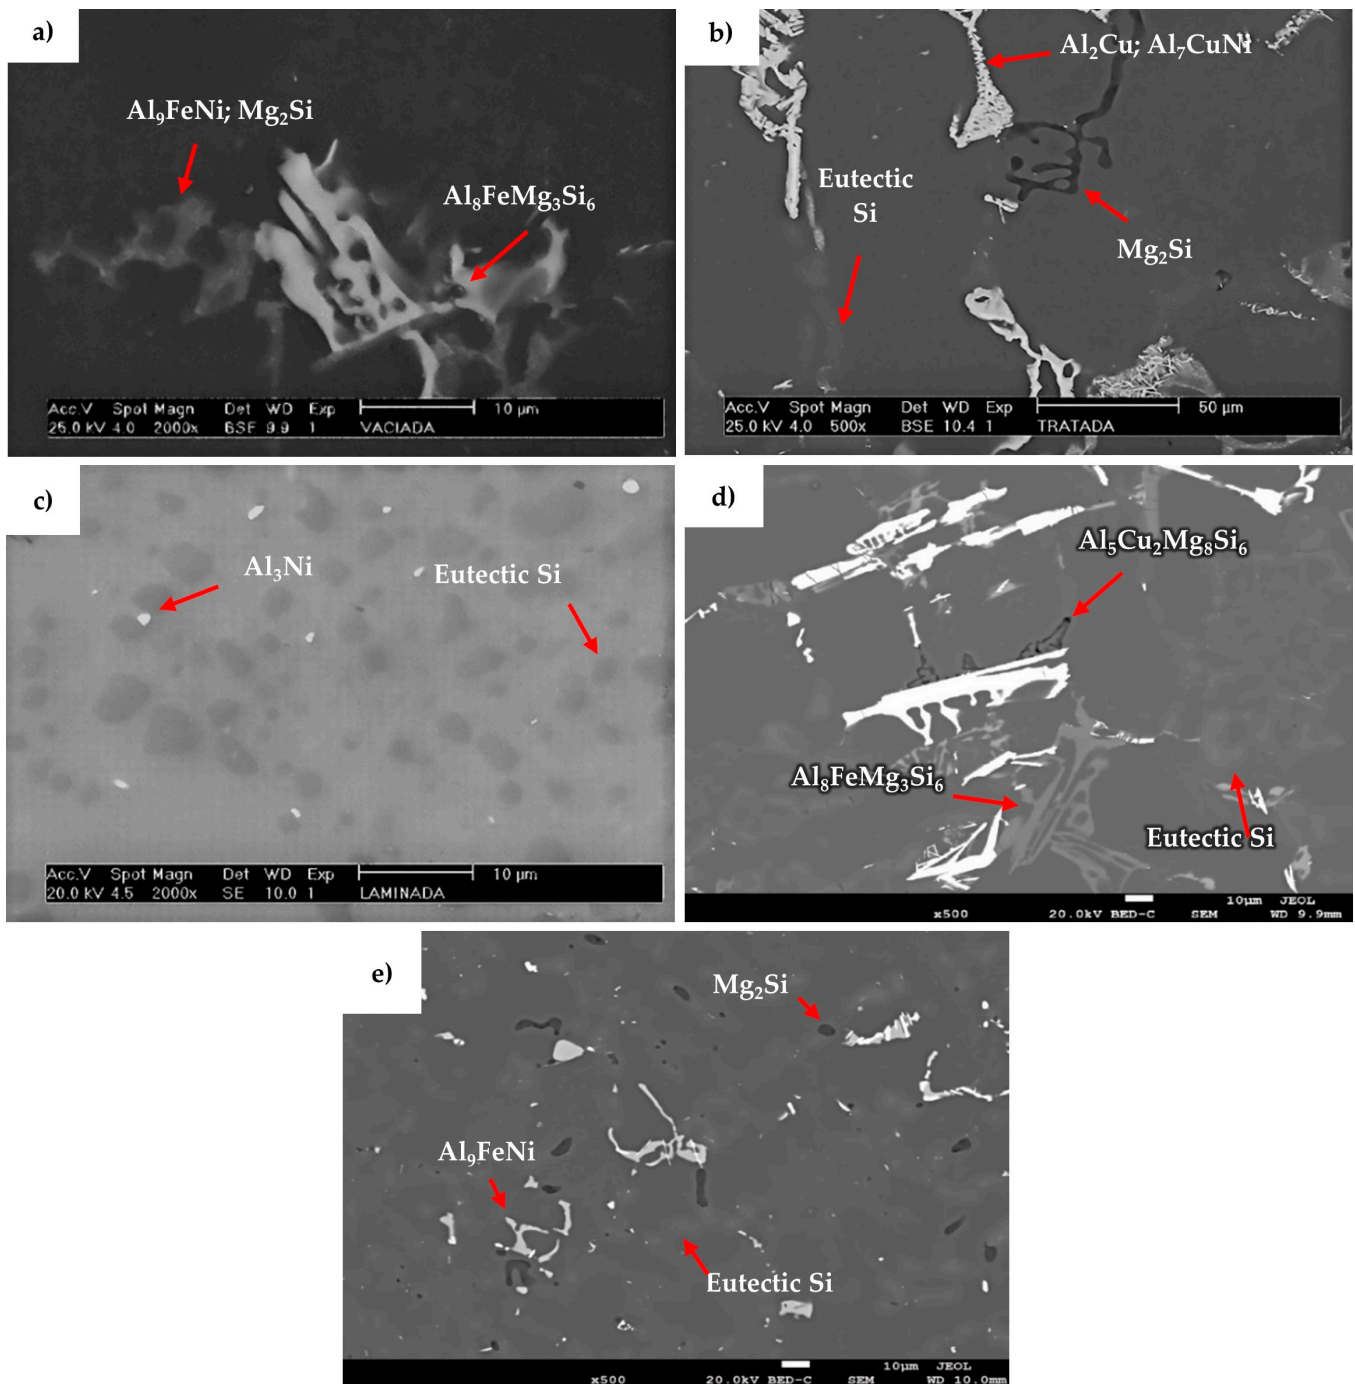 a)
Al₉FeNi; Mg₂Si
Al₈FeMg₃Si₆
Acc.V Spot Magn Det WD Exp 10 µm
25.0 kV 4.0 2000x BSF 9.9 1 VACIADA
b)
Al₂Cu; Al₇CuNi
Eutectic
Si
Mg₂Si
Acc.V Spot Magn Det WD Exp 50 µm
25.0 kV 4.0 500x BSE 10.4 1 TRATADA
c)
Al₃Ni
Eutectic Si
Acc.V Spot Magn Det WD Exp 10 µm
20.0 kV 4.5 2000x SE 10.0 1 LAMINADA
d)
Al₅Cu₂Mg₈Si₆
Al₈FeMg₃Si₆
Eutectic Si
10µm JEOL
x500 20.0kV BED-C SEM WD 9.9mm
e)
Mg₂Si
Al₉FeNi
Eutectic Si
10µm JEOL
x500 20.0kV BED-C SEM WD 10.0mm